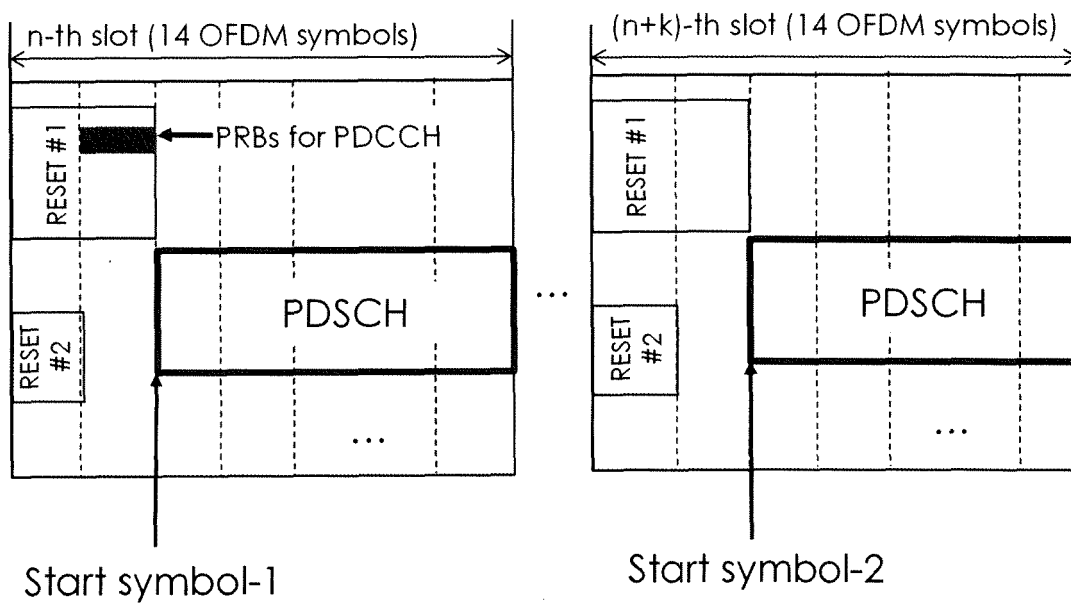 n-th slot (14 OFDM symbols)
RESET #1
PRBs for PDCCH
PDSCH
RESET
#2
...
Start symbol-1
...
(n+k)-th slot (14 OFDM symbols)
RESET #1
PDSCH
RESET
#2
...
Start symbol-2